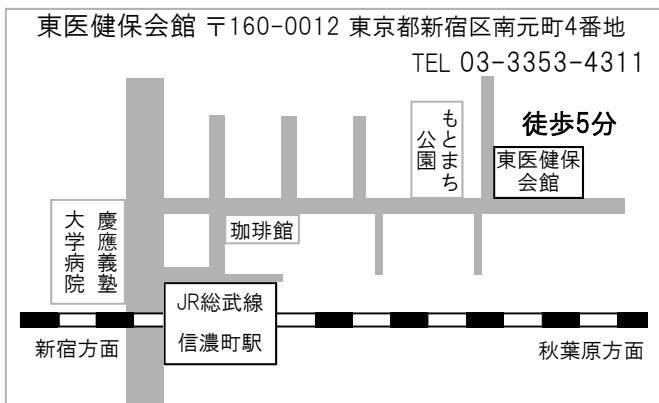 東医健保会館 〒160-0012 東京都新宿区南元町4番地
TEL 03-3353-4311
もとまち
公園
徒歩5分
東医健保
会館
慶應義塾
大学病院
珈琲館
JR総武線
信濃町駅
新宿方面
秋葉原方面